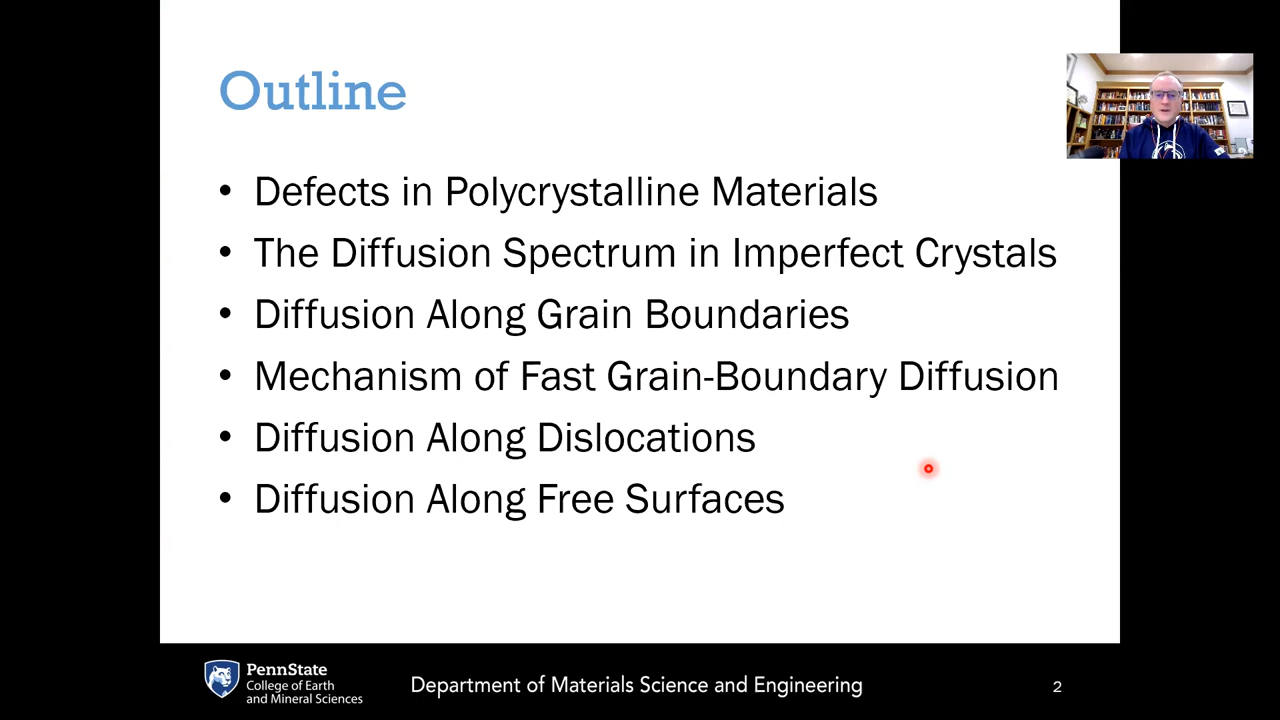 Outline
• Defects in Polycrystalline Materials
• The Diffusion Spectrum in Imperfect Crystals
• Diffusion Along Grain Boundaries
• Mechanism of Fast Grain-Boundary Diffusion
• Diffusion Along Dislocations
• Diffusion Along Free Surfaces
PennState
College of Earth
and Mineral Sciences
Department of Materials Science and Engineering
2